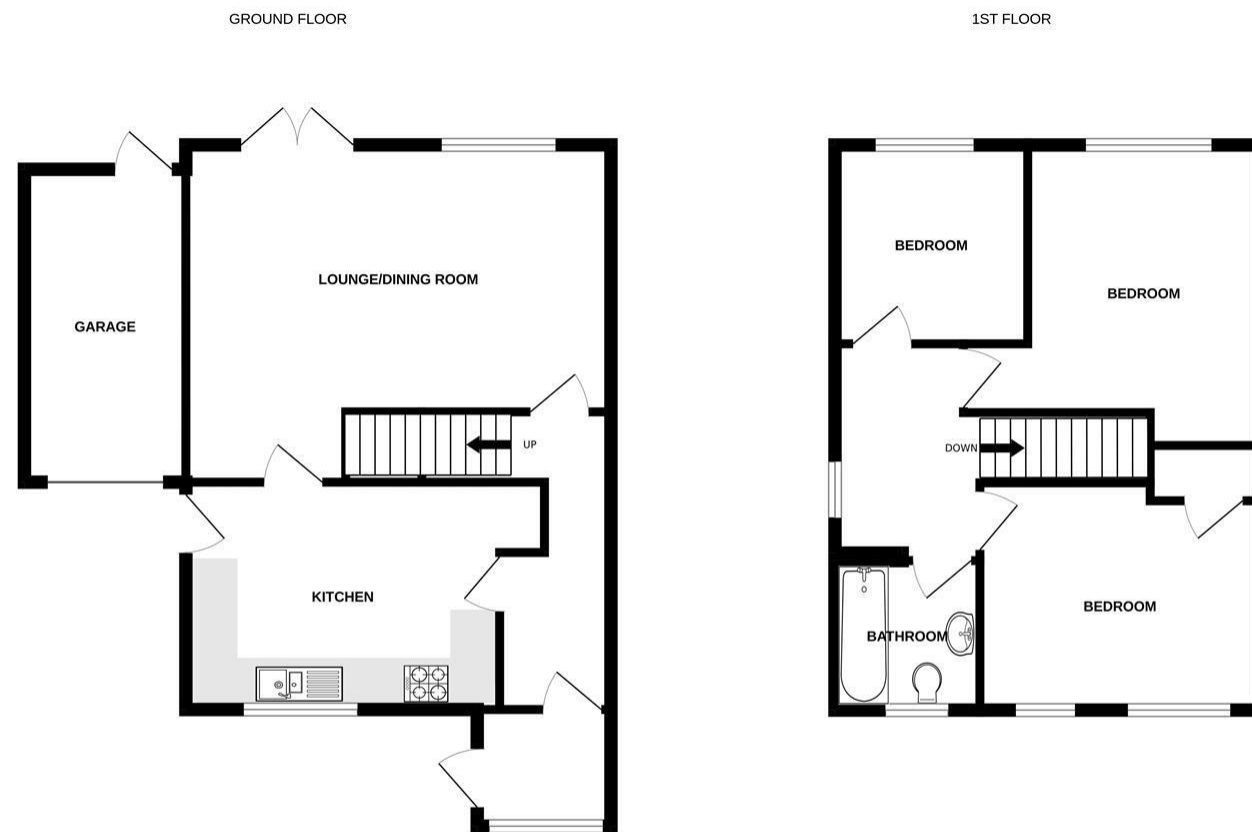 GROUND FLOOR
1ST FLOOR
LOUNGE/DINING ROOM
GARAGE
UP
KITCHEN
BEDROOM
BEDROOM
DOWN
BEDROOM
BATHROOM